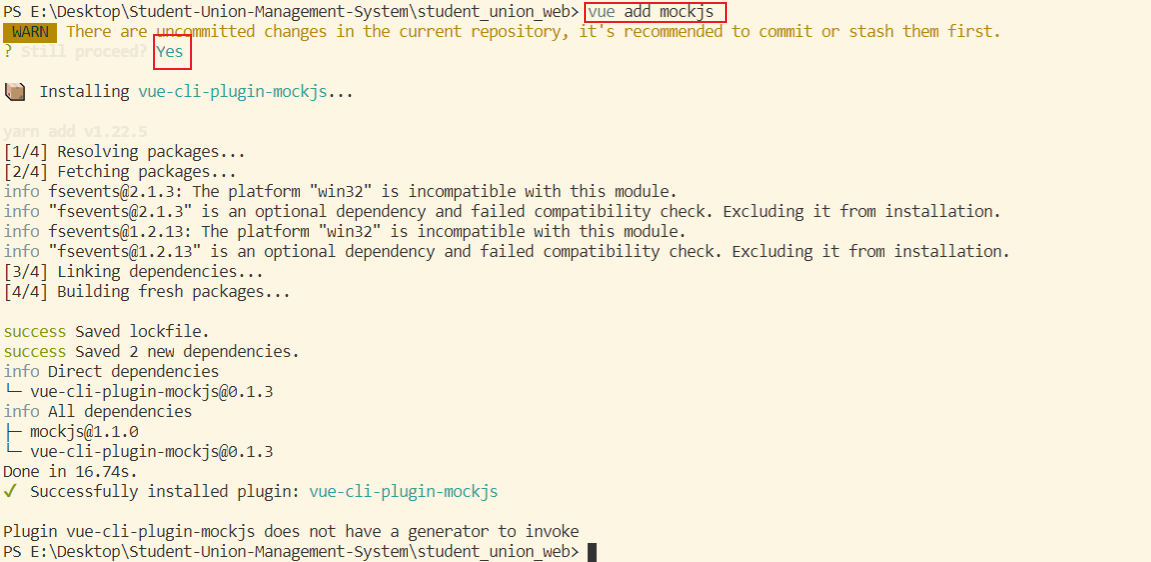 PS E:\Desktop\Student-Union-Management-System\student_union_web> vue add mockjs
WARN There are uncommitted changes in the current repository, it's recommended to commit or stash them first.
? Still proceed? Yes
Installing vue-cli-plugin-mockjs...
yarn add v1.22.5
[1/4] Resolving packages...
[2/4] Fetching packages...
info fsevents@2.1.3: The platform "win32" is incompatible with this module.
info "fsevents@2.1.3" is an optional dependency and failed compatibility check. Excluding it from installation.
info fsevents@1.2.13: The platform "win32" is incompatible with this module.
info "fsevents@1.2.13" is an optional dependency and failed compatibility check. Excluding it from installation.
[3/4] Linking dependencies...
[4/4] Building fresh packages...
success Saved lockfile.
success Saved 2 new dependencies.
info Direct dependencies
└─ vue-cli-plugin-mockjs@0.1.3
info All dependencies
├─ mockjs@1.1.0
└─ vue-cli-plugin-mockjs@0.1.3
Done in 16.74s.
✓ Successfully installed plugin: vue-cli-plugin-mockjs
Plugin vue-cli-plugin-mockjs does not have a generator to invoke
PS E:\Desktop\Student-Union-Management-System\student_union_web>